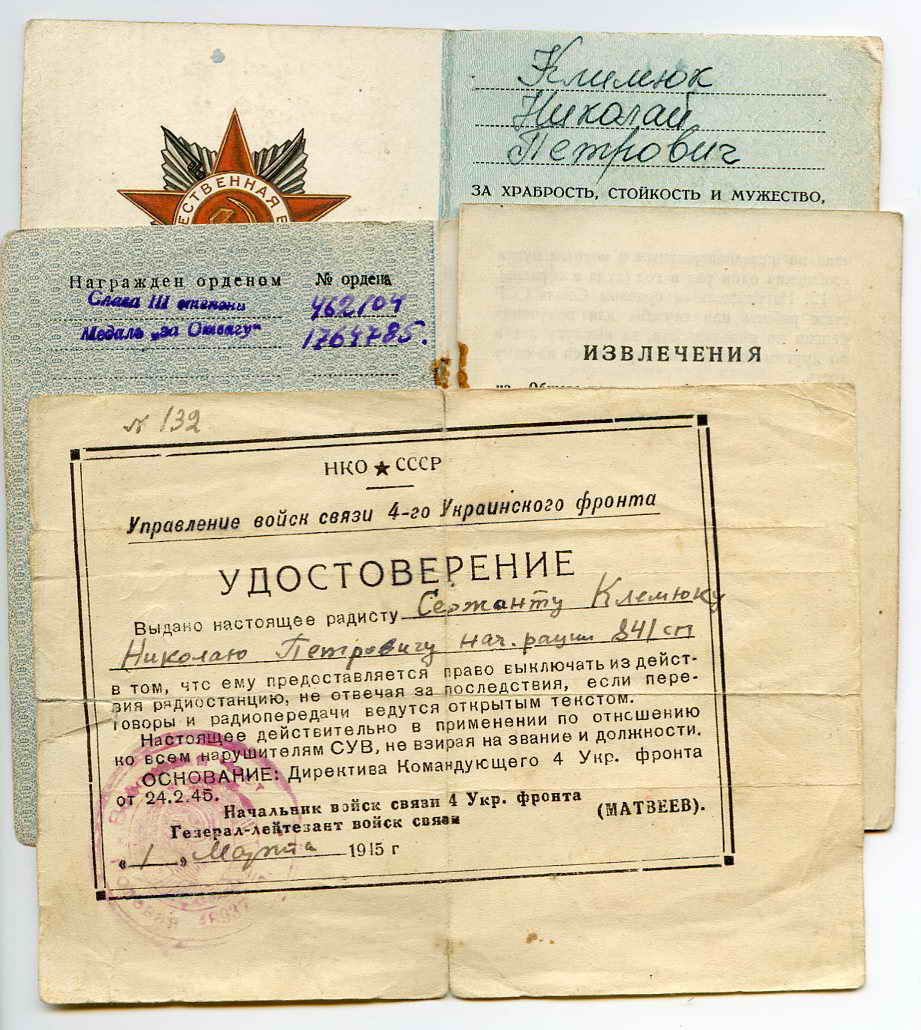 Климюк
Николай
Петрович
ЗА ХРАБРОСТЬ, СТОЙКОСТЬ И МУЖЕСТВО,
ЕСТВЕННАЯ В
Награжден орденом № ордена
Слава III степени 462704
Медаль „за Отвагу“ 1764785.
ИЗВЛЕЧЕНИЯ
№ 132
НКО ★ СССР
Управление войск связи 4-го Украинского фронта
УДОСТОВЕРЕНИЕ
Выдано настоящее радисту Сержанту Клемюку
Николаю Петровичу нач. рации 841 сп
в том, что ему предоставляется право выключать из дейст-
вия радиостанцию, не отвечая за последствия, если пере-
говоры и радиопередачи ведутся открытым текстом.
Настоящее действительно в применении по отношению
ко всем нарушителям СУВ, не взирая на звание и должности.
ОСНОВАНИЕ: Директива Командующего 4 Укр. фронта
от 24.2.45.
Начальник войск связи 4 Укр. фронта
Генерал-лейтезант войск связи (МАТВЕЕВ).
« 1 » Марта 1915 г